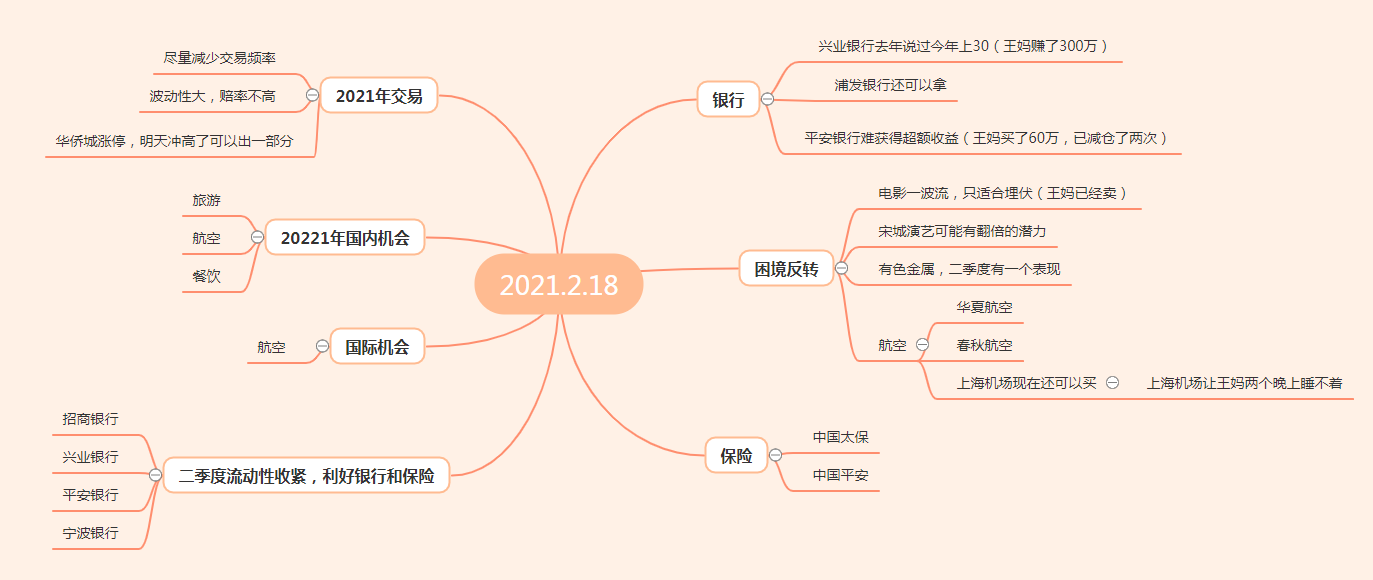 2021.2.18
银行
兴业银行去年说过今年上30（王妈赚了300万）
浦发银行还可以拿
平安银行难获得超额收益（王妈买了60万，已减仓了两次）
困境反转
电影一波流，只适合埋伏（王妈已经卖）
宋城演艺可能有翻倍的潜力
有色金属，二季度有一个表现
航空
华夏航空
春秋航空
上海机场现在还可以买
上海机场让王妈两个晚上睡不着
保险
中国太保
中国平安
2021年交易
尽量减少交易频率
波动性大，赔率不高
华侨城涨停，明天冲高了可以出一部分
20221年国内机会
旅游
航空
餐饮
国际机会
航空
二季度流动性收紧，利好银行和保险
招商银行
兴业银行
平安银行
宁波银行